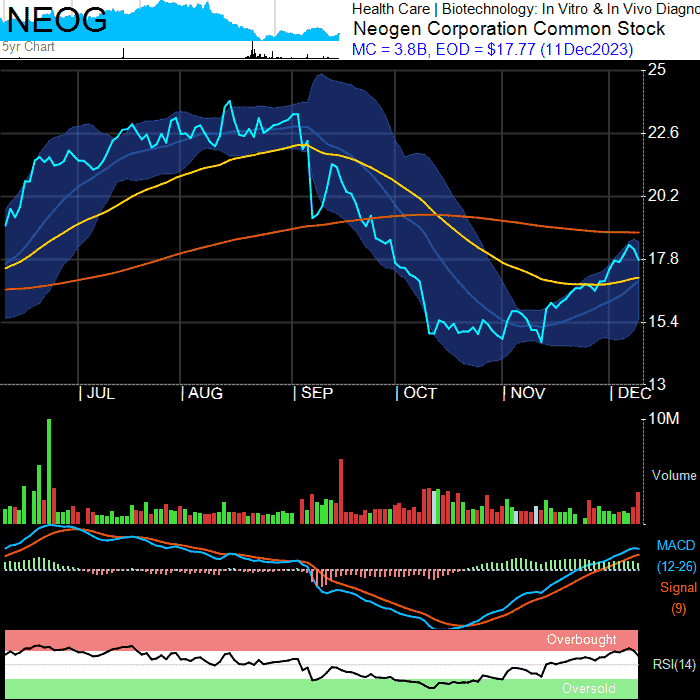 NEOG
5yr Chart
Health Care | Biotechnology: In Vitro & In Vivo Diagno
Neogen Corporation Common Stock
MC = 3.8B, EOD = $17.77 (11Dec2023)
25
22.6
20.2
17.8
15.4
13
JUL AUG SEP OCT NOV DEC
10M
Volume
MACD
(12-26)
Signal
(9)
Overbought
RSI(14)
Oversold